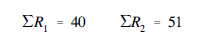 ΣR₁ = 40 ΣR₂ = 51